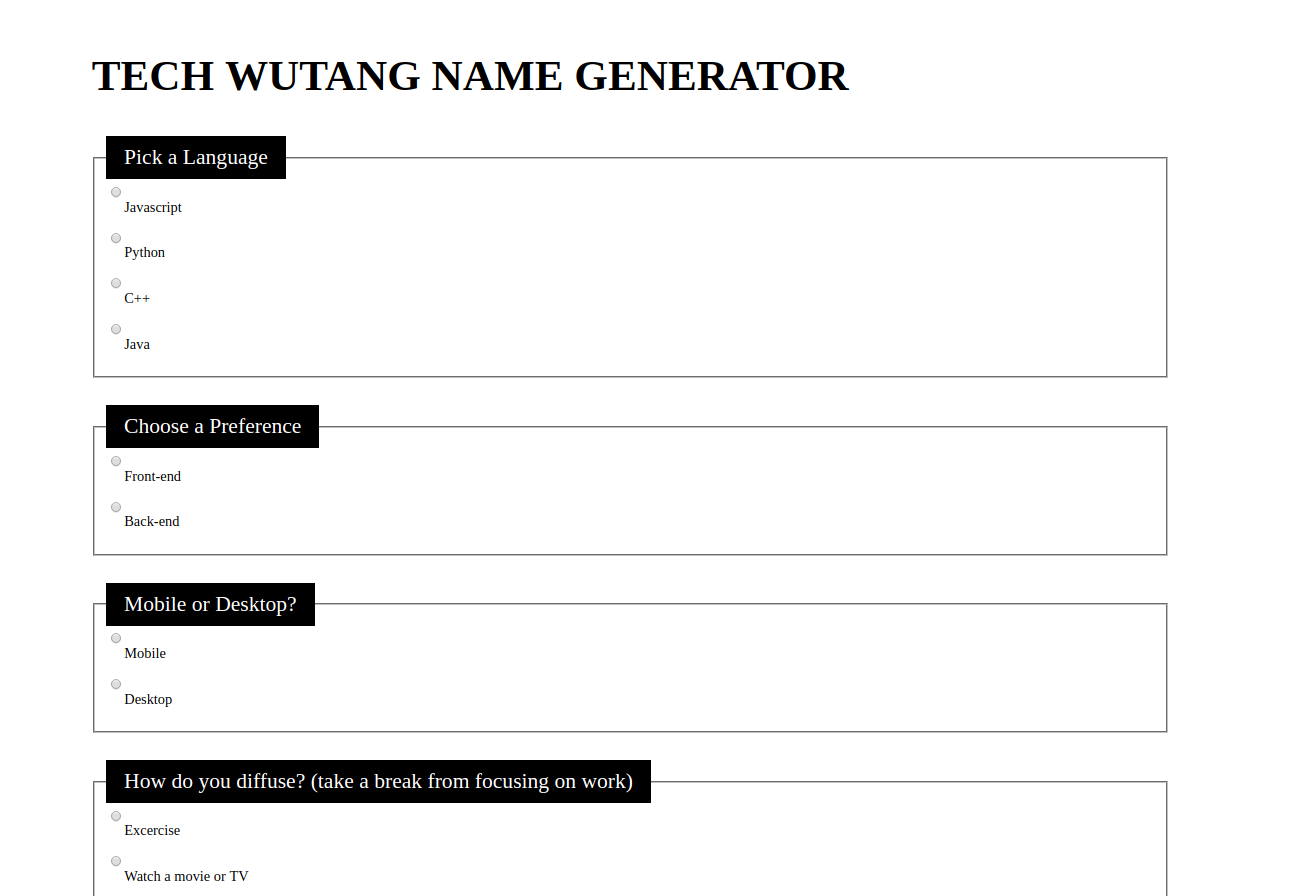 TECH WUTANG NAME GENERATOR
Pick a Language
Javascript
Python
C++
Java
Choose a Preference
Front-end
Back-end
Mobile or Desktop?
Mobile
Desktop
How do you diffuse? (take a break from focusing on work)
Excercise
Watch a movie or TV